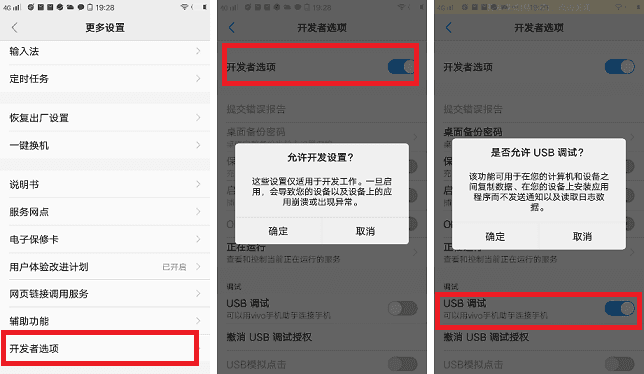 4G 19:28
更多设置
输入法
定时任务
恢复出厂设置
一键换机
说明书
服务网点
电子保修卡
用户体验改进计划 已开启
网页链接调用服务
辅助功能
开发者选项
4G 19:28
开发者选项
开发者选项
提交错误报告
桌面备份密码
允许开发设置?
这些设置仅适用于开发工作。一旦
启用,会导致您的设备以及设备上的应
用崩溃或出现异常。
确定 取消
正在运行
查看和控制当前正在运行的服务
调试
USB 调试
可以用vivo手机助手连接手机
撤消 USB 调试授权
USB模拟点击
4G
开发者选项
开发者选项
提交错误报告
桌面备份密码
是否允许 USB 调试?
该功能可用于在您的计算机和设备之
间复制数据、在您的设备上安装应用
程序而不发送通知以及读取日志数
据。
确定 取消
正在运行
查看和控制当前正在运行的服务
调试
USB 调试
可以用vivo手机助手连接手机
撤消 USB 调试授权
USB模拟点击